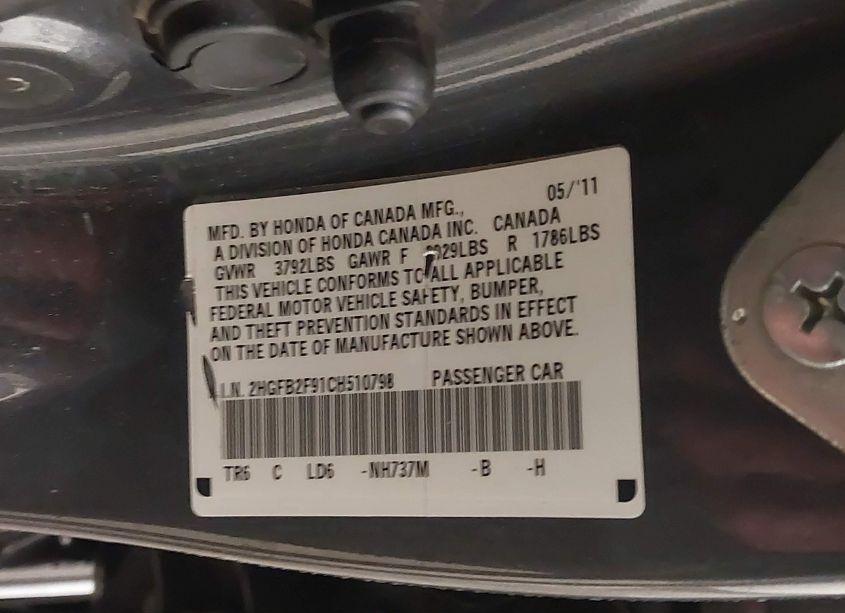 05/'11
MFD. BY HONDA OF CANADA MFG.,
A DIVISION OF HONDA CANADA INC. CANADA
GVWR 3792LBS GAWR F R 1786LBS
THIS VEHICLE CONFORMS TO ALL APPLICABLE
FEDERAL MOTOR VEHICLE SAFETY, BUMPER,
AND THEFT PREVENTION STANDARDS IN EFFECT
ON THE DATE OF MANUFACTURE SHOWN ABOVE.
2HGFB2F91CH510798 PASSENGER CAR
TR6 C LD6 -NH737M -B -H